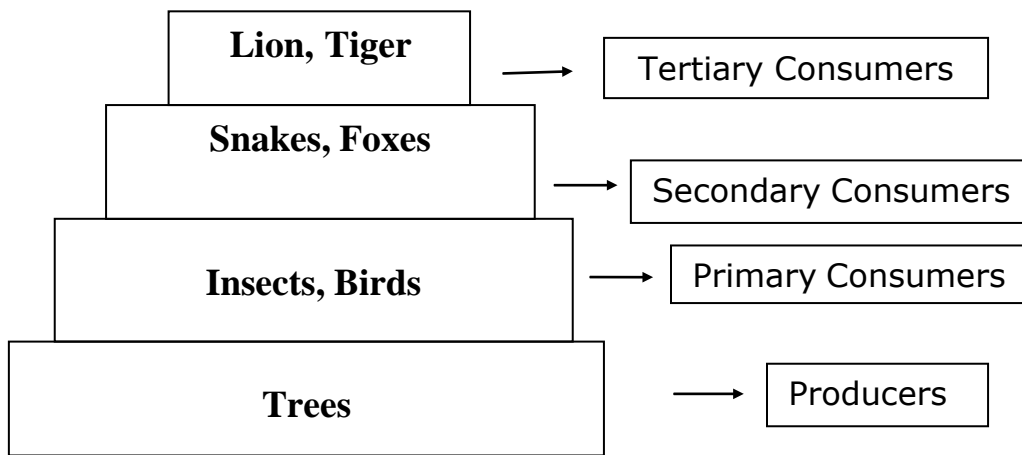 Lion, Tiger
Tertiary Consumers
Snakes, Foxes
Secondary Consumers
Insects, Birds
Primary Consumers
Trees
Producers